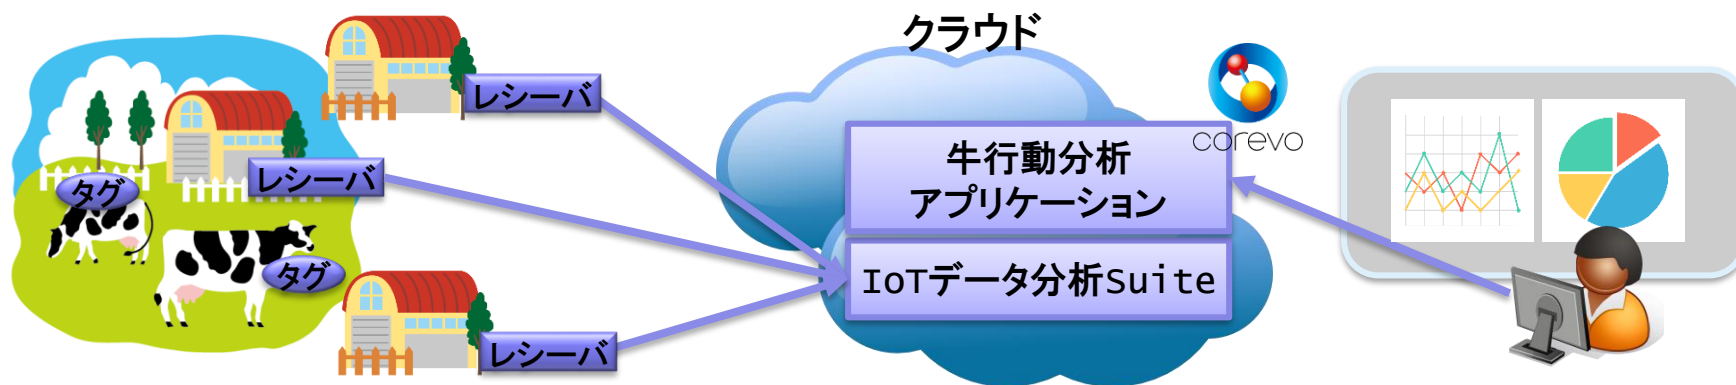 クラウド
レシーバ
corevo
牛行動分析
アプリケーション
レシーバ
タグ
タグ
IoTデータ分析Suite
レシーバ